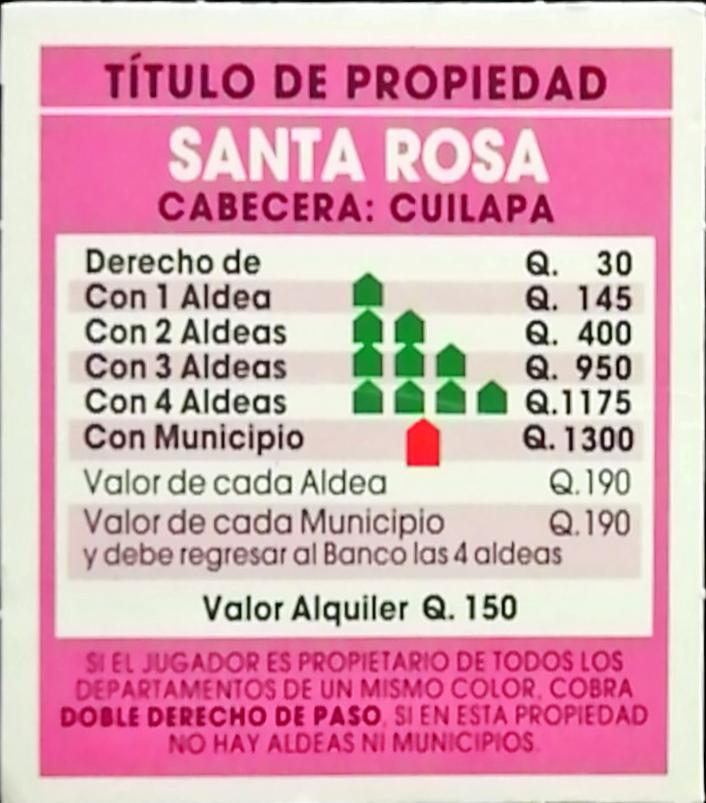 TÍTULO DE PROPIEDAD
SANTA ROSA
CABECERA: CUILAPA
Derecho de Q. 30
Con 1 Aldea Q. 145
Con 2 Aldeas Q. 400
Con 3 Aldeas Q. 950
Con 4 Aldeas Q.1175
Con Municipio Q. 1300
Valor de cada Aldea Q.190
Valor de cada Municipio Q.190
y debe regresar al Banco las 4 aldeas
Valor Alquiler Q. 150
SI EL JUGADOR ES PROPIETARIO DE TODOS LOS
DEPARTAMENTOS DE UN MISMO COLOR, COBRA
DOBLE DERECHO DE PASO, SI EN ESTA PROPIEDAD
NO HAY ALDEAS NI MUNICIPIOS.